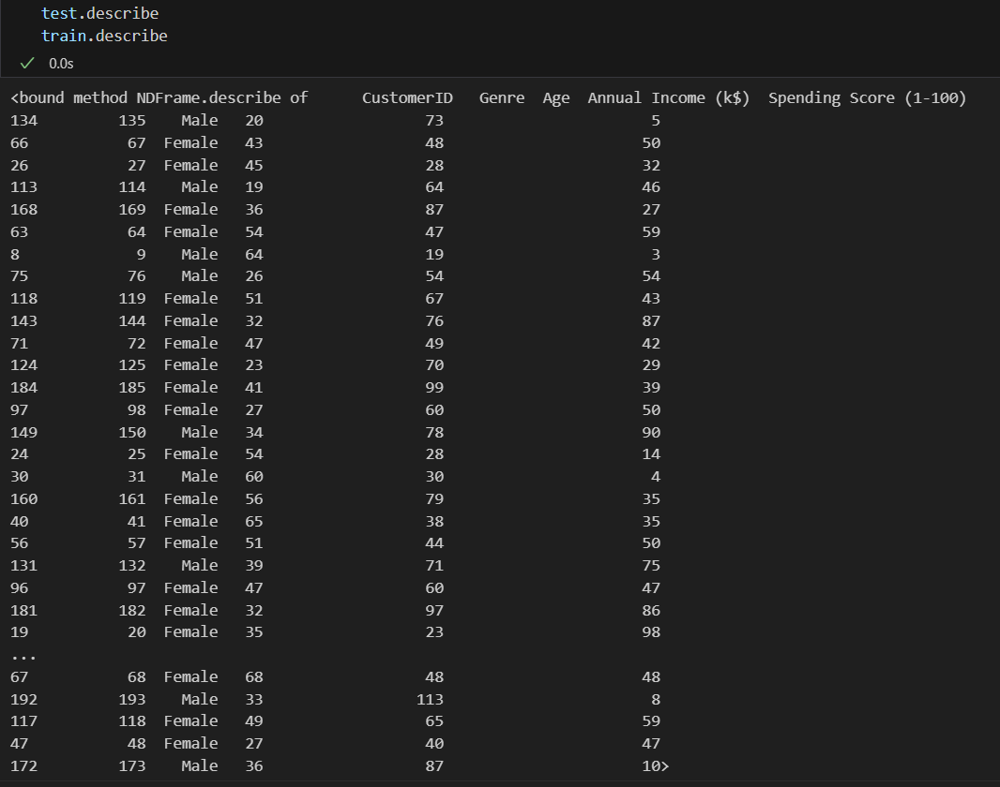 test.describe
train.describe
✓ 0.0s
<bound method NDFrame.describe of      CustomerID   Genre  Age  Annual Income (k$)  Spending Score (1-100)
134         135    Male   20                  73                       5
66           67  Female   43                  48                      50
26           27  Female   45                  28                      32
113         114    Male   19                  64                      46
168         169  Female   36                  87                      27
63           64  Female   54                  47                      59
8             9    Male   64                  19                       3
75           76    Male   26                  54                      54
118         119  Female   51                  67                      43
143         144  Female   32                  76                      87
71           72  Female   47                  49                      42
124         125  Female   23                  70                      29
184         185  Female   41                  99                      39
97           98  Female   27                  60                      50
149         150    Male   34                  78                      90
24           25  Female   54                  28                      14
30           31    Male   60                  30                       4
160         161  Female   56                  79                      35
40           41  Female   65                  38                      35
56           57  Female   51                  44                      50
131         132    Male   39                  71                      75
96           97  Female   47                  60                      47
181         182  Female   32                  97                      86
19           20  Female   35                  23                      98
...
67           68  Female   68                  48                      48
192         193    Male   33                 113                       8
117         118  Female   49                  65                      59
47           48  Female   27                  40                      47
172         173    Male   36                  87                      10>